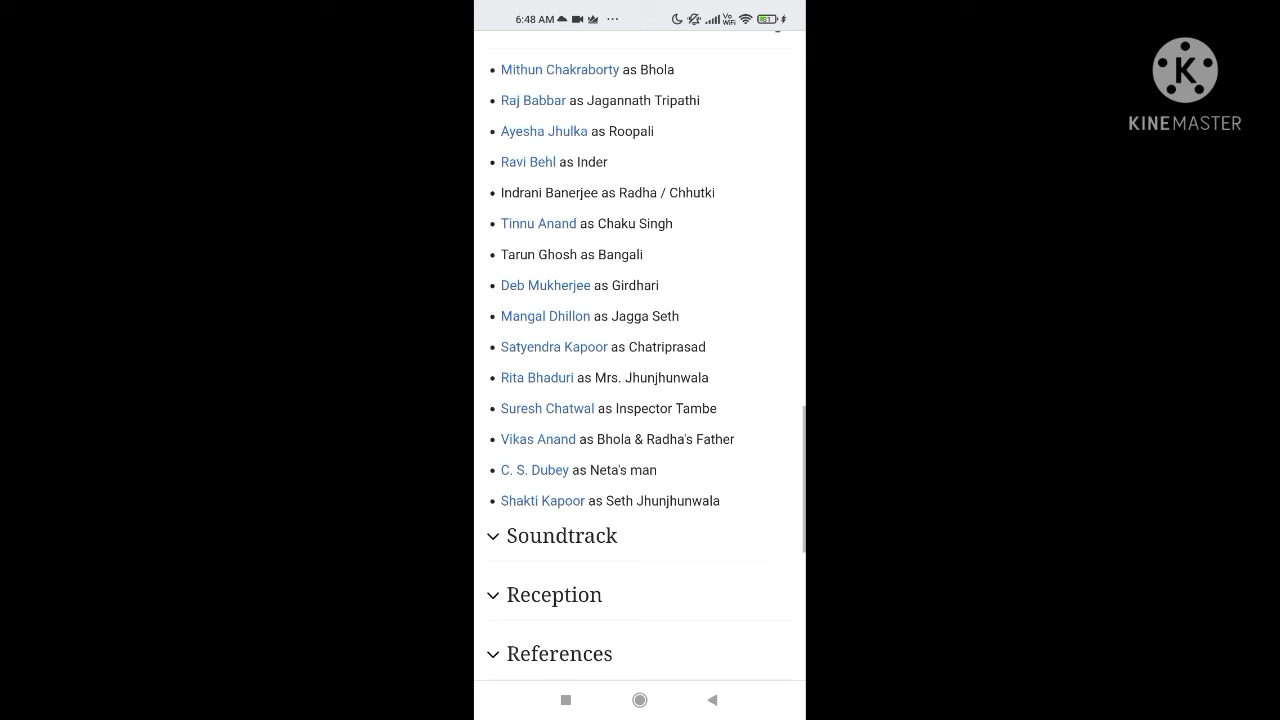 6:48 AM
Vo
WiFi
81
Mithun Chakraborty as Bhola
Raj Babbar as Jagannath Tripathi
Ayesha Jhulka as Roopali
Ravi Behl as Inder
Indrani Banerjee as Radha / Chhutki
Tinnu Anand as Chaku Singh
Tarun Ghosh as Bangali
Deb Mukherjee as Girdhari
Mangal Dhillon as Jagga Seth
Satyendra Kapoor as Chatriprasad
Rita Bhaduri as Mrs. Jhunjhunwala
Suresh Chatwal as Inspector Tambe
Vikas Anand as Bhola & Radha's Father
C. S. Dubey as Neta's man
Shakti Kapoor as Seth Jhunjhunwala
Soundtrack
Reception
References
K
KINEMASTER